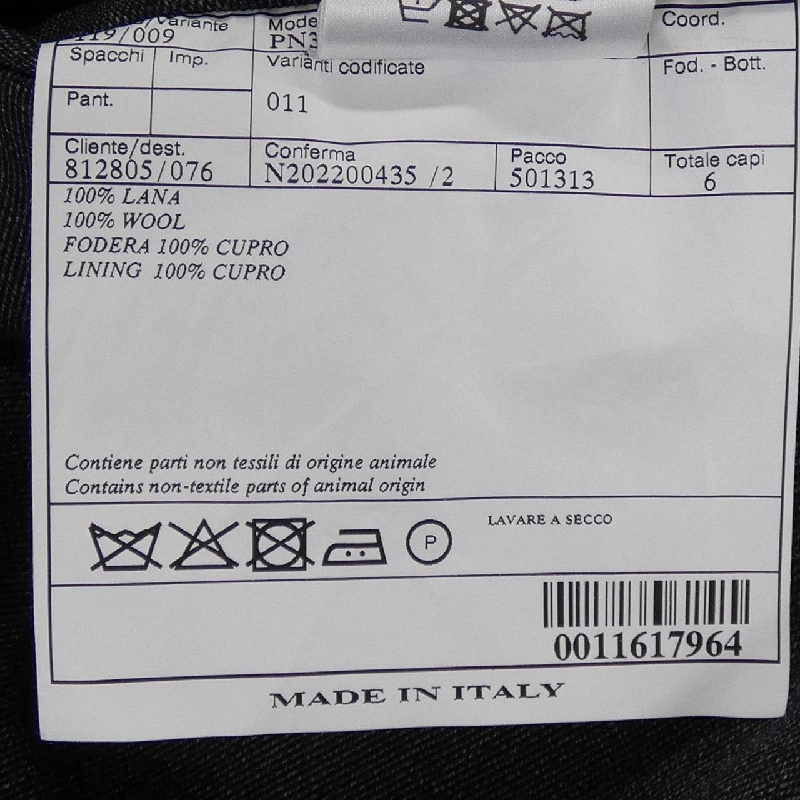 /Variante
119/009
Mode
PN3
Coord.
Spacchi Imp.
Varianti codificate
Fod. - Bott.
Pant.
011
Cliente/dest.
812805/076
Conferma
N202200435 /2
Pacco
501313
Totale capi
6
100% LANA
100% WOOL
FODERA 100% CUPRO
LINING 100% CUPRO
Contiene parti non tessili di origine animale
Contains non-textile parts of animal origin
P
LAVARE A SECCO
0011617964
MADE IN ITALY